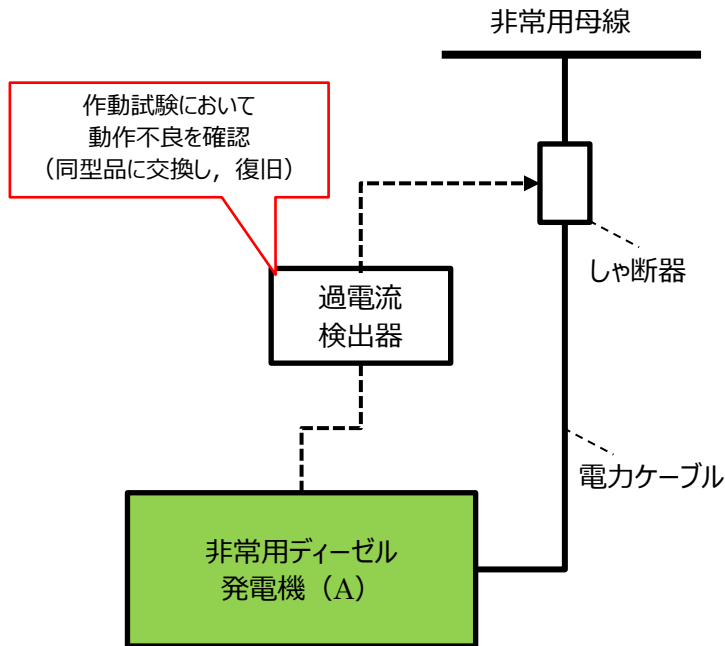 非常用母線
作動試験において
動作不良を確認
（同型品に交換し，復旧）
しゃ断器
過電流
検出器
電力ケーブル
非常用ディーゼル
発電機（A）